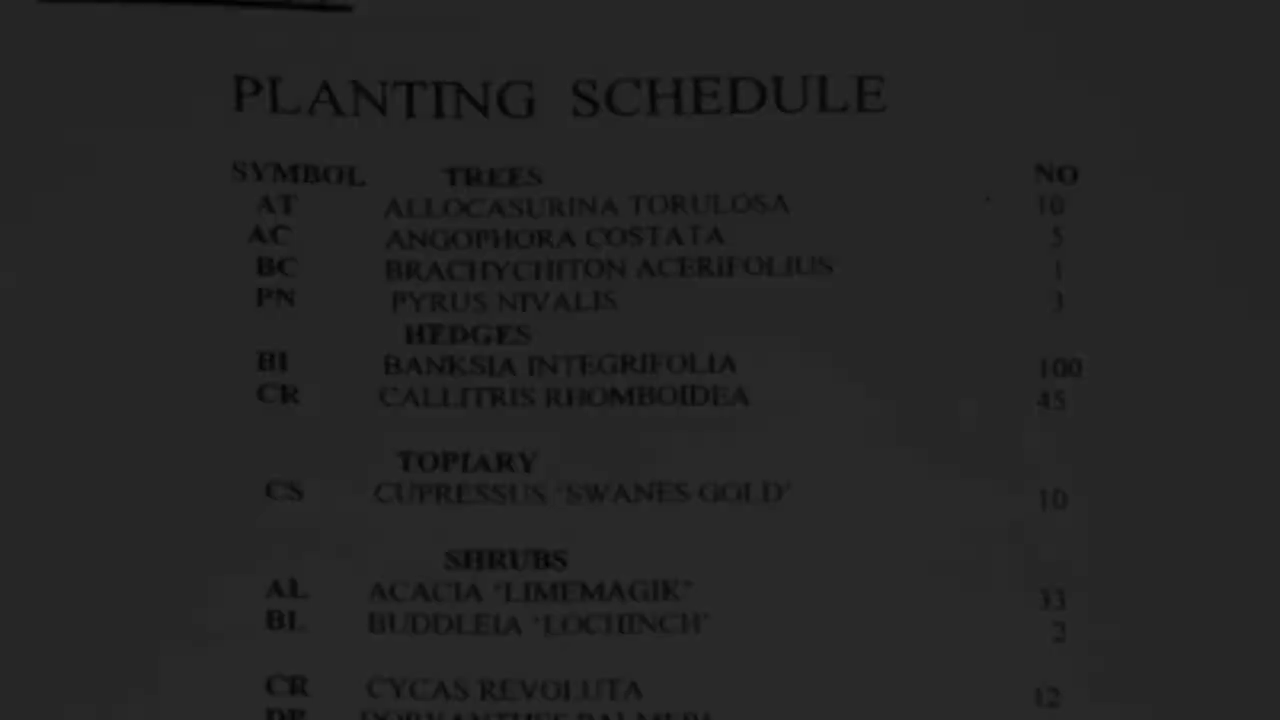 PLANTING SCHEDULE
SYMBOL TREES NO
AT ALLOCASURINA TORULOSA 10
AC ANGOPHORA COSTATA 5
BC BRACHYCHITON ACERIFOLIUS 1
PN PYRUS NIVALIS
HEDGES
BI BANKSIA INTEGRIFOLIA 100
CR CALLITRIS RHOMBOIDEA 45
TOPIARY
CS CUPRESSUS 'SWANES GOLD' 10
SHRUBS
AL ACACIA "LIMEMAGIK"
BL BUDDLEIA "LOCHINCH" 2
CR CYCAS REVOLUTA 12